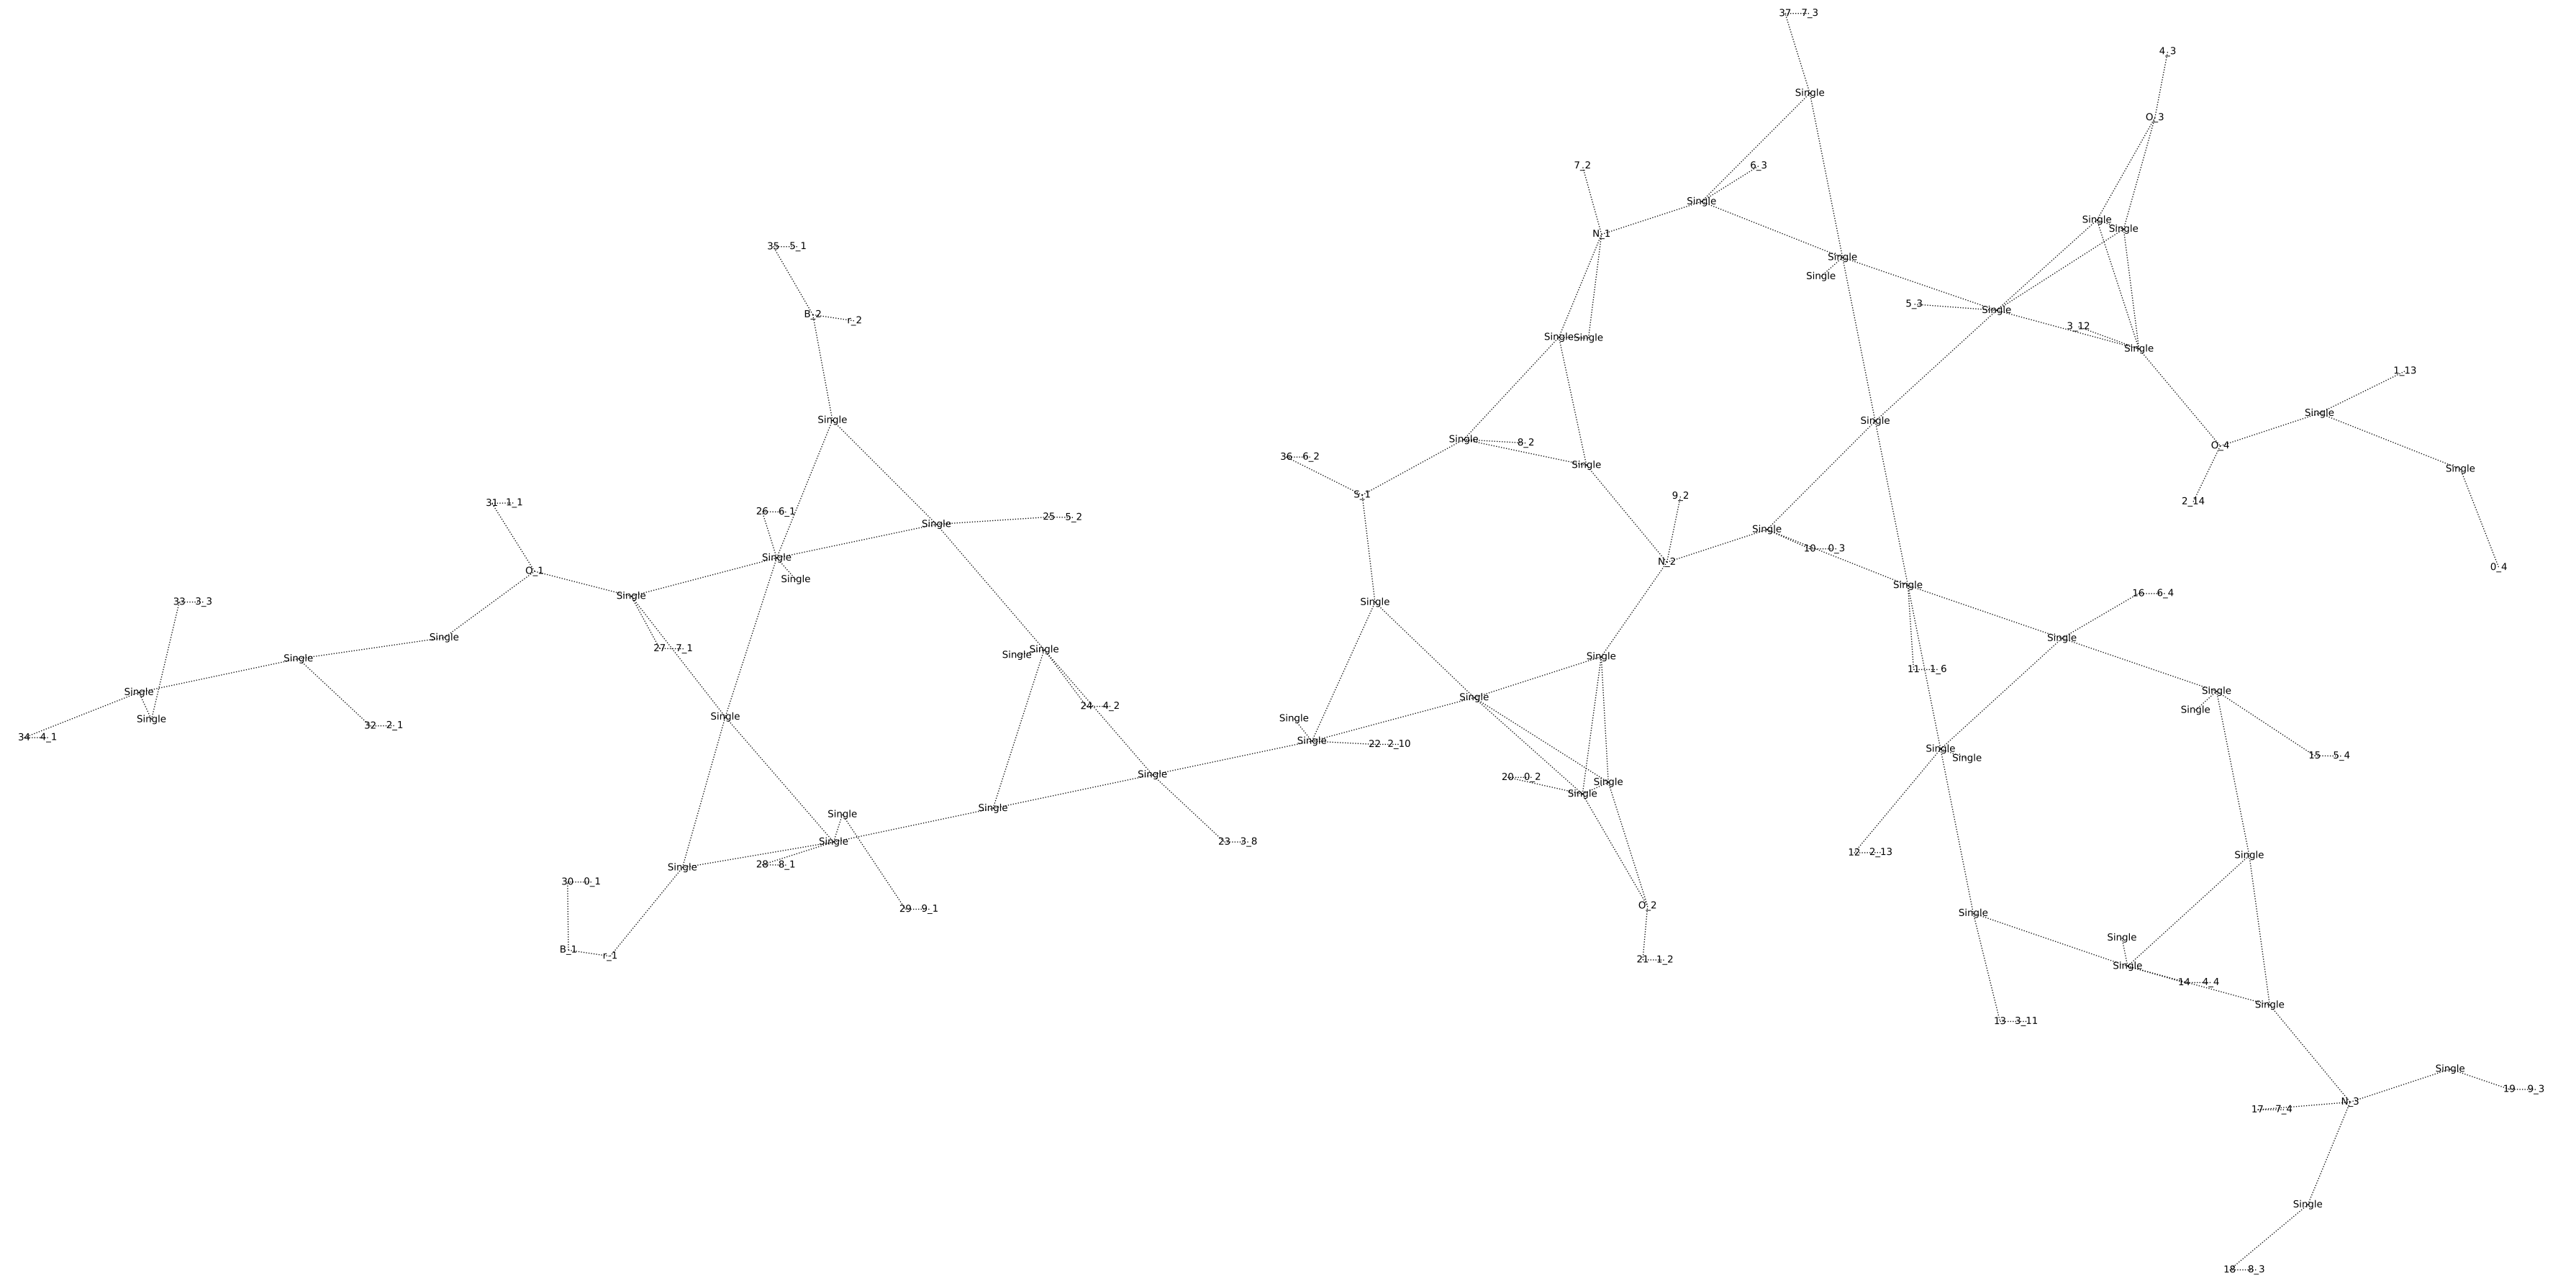 37 7_3
4_3
O_3
Single
7_2
6_3
Single
N_1
Single
Single
35 5_1
Single
Single
B_2
r_2
5_3
Single
3_12
Single
Single
Single
1_13
Single
Single
Single
O_4
Single
8_2
36 6_2
Single
Single
S_1
9_2
2_14
31 1_1
26 6_1
25 5_2
Single
Single
N_2
10 0_3
Single
Single
O_1
0_4
Single
Single
16 6_4
33 3_3
Single
Single
Single
27 7_1
Single
Single
Single
Single
Single
11 1_6
Single
Single
Single
24 4_2
Single
Single
Single
Single
32 2_1
34 4_1
Single
22 2_10
Single
Single
15 5_4
Single
20 0_2
Single
Single
Single
Single
Single
23 3_8
12 2_13
Single
28 8_1
Single
30 0_1
29 9_1
O_2
Single
Single
B_1
r_1
21 1_2
Single
14 4_4
Single
13 3_11
Single
19 9_3
N_3
17 7_4
Single
18 8_3